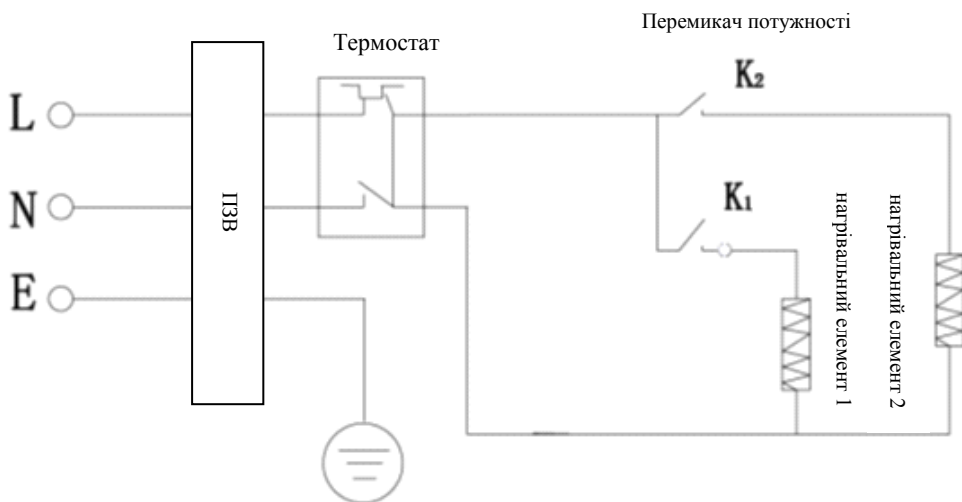 Перемикач потужності
Термостат
K2
L
N
K1
E
ПЗВ
нагрівальний елемент 1
нагрівальний елемент 2